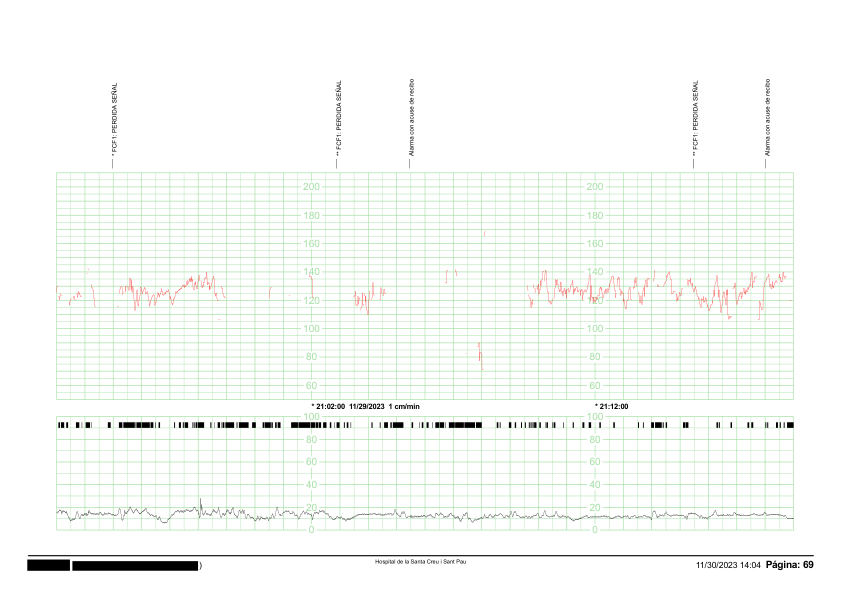 * FCF1: PERDIDA SEÑAL
** FCF1: PERDIDA SEÑAL
Alarma con acuse de recibo
** FCF1: PERDIDA SEÑAL
Alarma con acuse de recibo
200 200
180 180
160 160
140 140
120 120
100 100
80 80
60 60
* 21:02:00 11/29/2023 1 cm/min * 21:12:00
100 100
80 80
60 60
40 40
20 20
0 0
)
Hospital de la Santa Creu i Sant Pau
11/30/2023 14:04 Página: 69